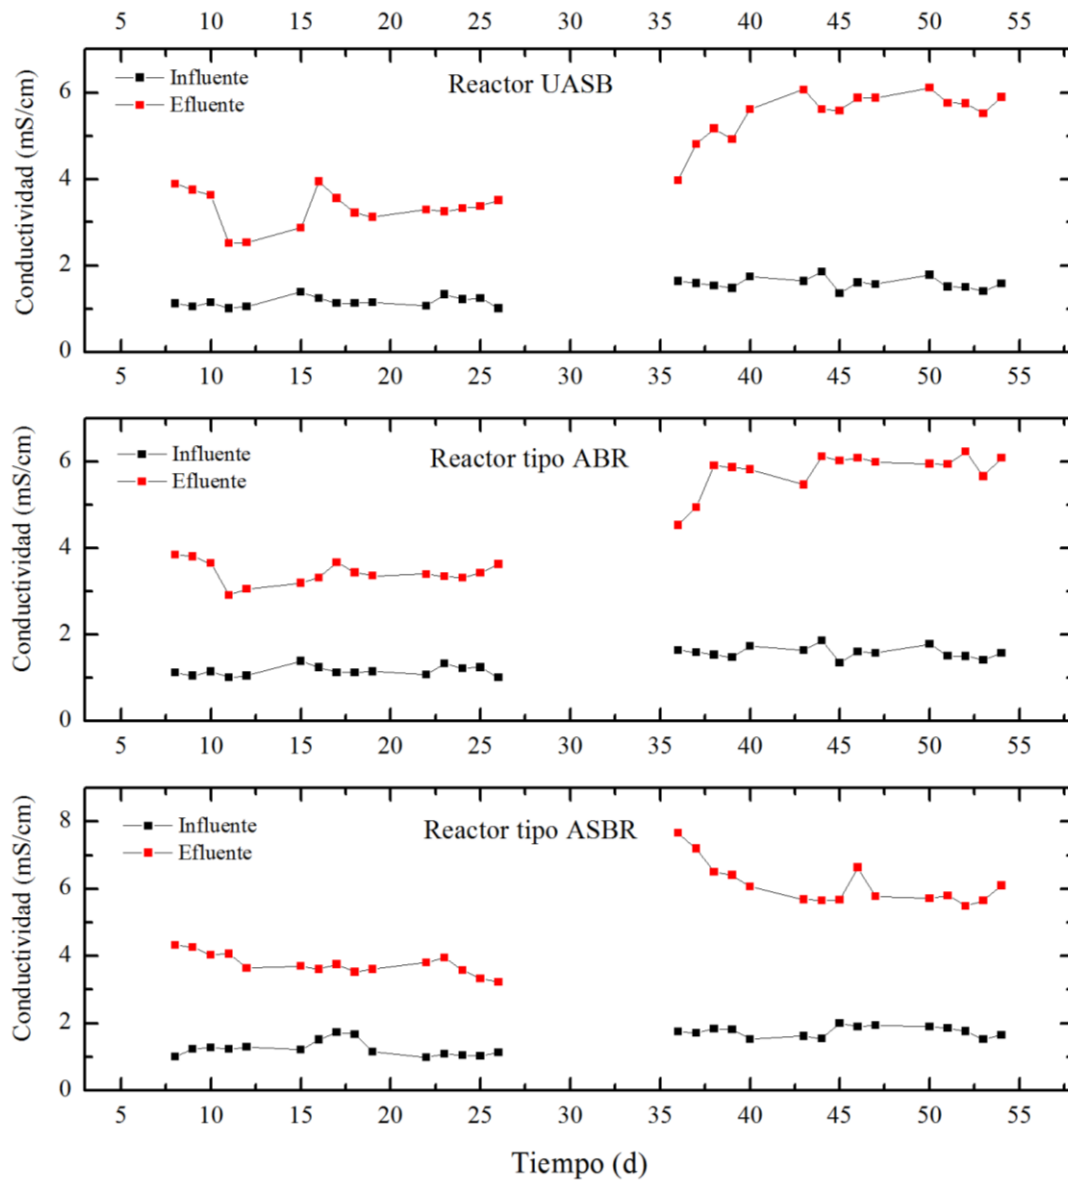 5 10 15 20 25 30 35 40 45 50 55
Influente
Efluente
Reactor UASB
Conductividad (mS/cm)
6
4
2
0
5 10 15 20 25 30 35 40 45 50 55
Influente
Efluente
Reactor tipo ABR
Conductividad (mS/cm)
6
4
2
0
5 10 15 20 25 30 35 40 45 50 55
Influente
Efluente
Reactor tipo ASBR
Conductividad (mS/cm)
8
6
4
2
0
5 10 15 20 25 30 35 40 45 50 55
Tiempo (d)